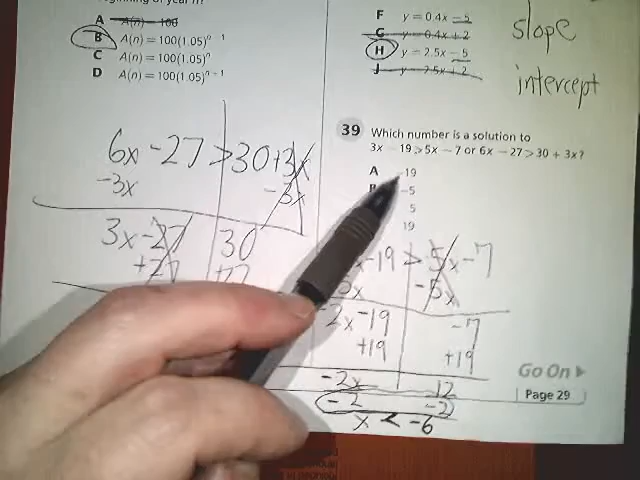 A A(n) = 100
B A(n) = 100(1.05)ⁿ⁻¹
C A(n) = 100(1.05)ⁿ
D A(n) = 100(1.05)ⁿ⁺¹
F y = 0.4x − 5
G y = 0.4x + 2
H y = 2.5x − 5
J y = 2.5x + 2
slope
intercept
6x -27 > 30 + 3x
-3x -3x
3x -27 30
+27
39 Which number is a solution to
3x − 19 > 5x − 7 or 6x − 27 > 30 + 3x?
A -19
-5
5
19
x -19 > 5x -7
-5x
-2x -19 -7
+19 +19
-2x 12
-2 -2
x < -6
Go On
Page 29